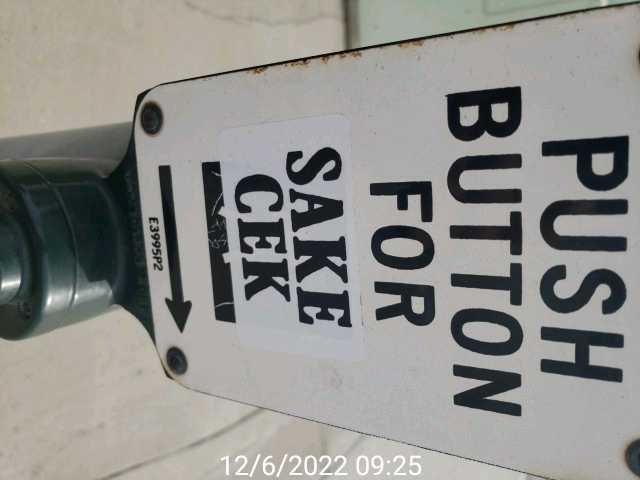 PUSH
BUTTON
FOR
SAKE
CEK
E3995P2
12/6/2022 09:25